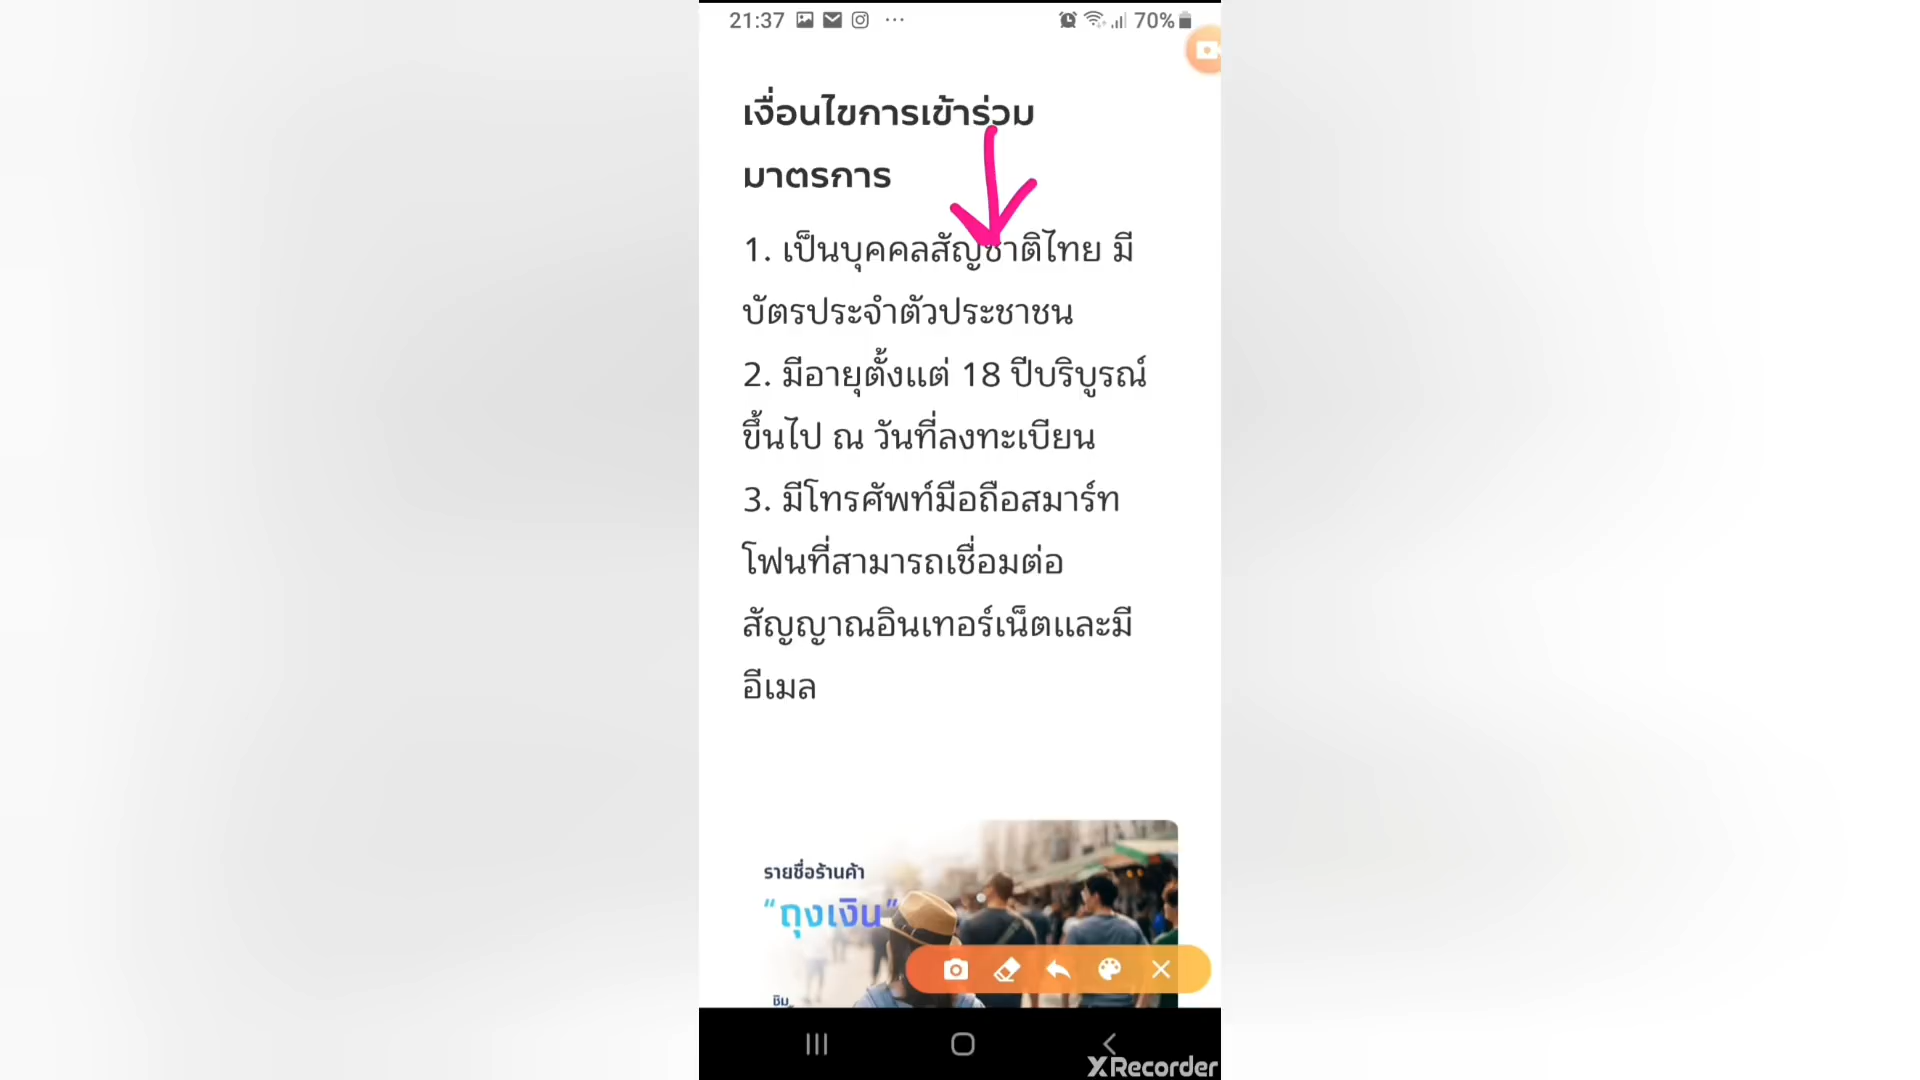 21:37
70%
เงื่อนไขการเข้าร่วม
มาตรการ
1. เป็นบุคคลสัญชาติไทย มี
บัตรประจำตัวประชาชน
2. มีอายุตั้งแต่ 18 ปีบริบูรณ์
ขึ้นไป ณ วันที่ลงทะเบียน
3. มีโทรศัพท์มือถือสมาร์ท
โฟนที่สามารถเชื่อมต่อ
สัญญาณอินเทอร์เน็ตและมี
อีเมล
รายชื่อร้านค้า
“ถุงเงิน”
ชิม
XRecorder